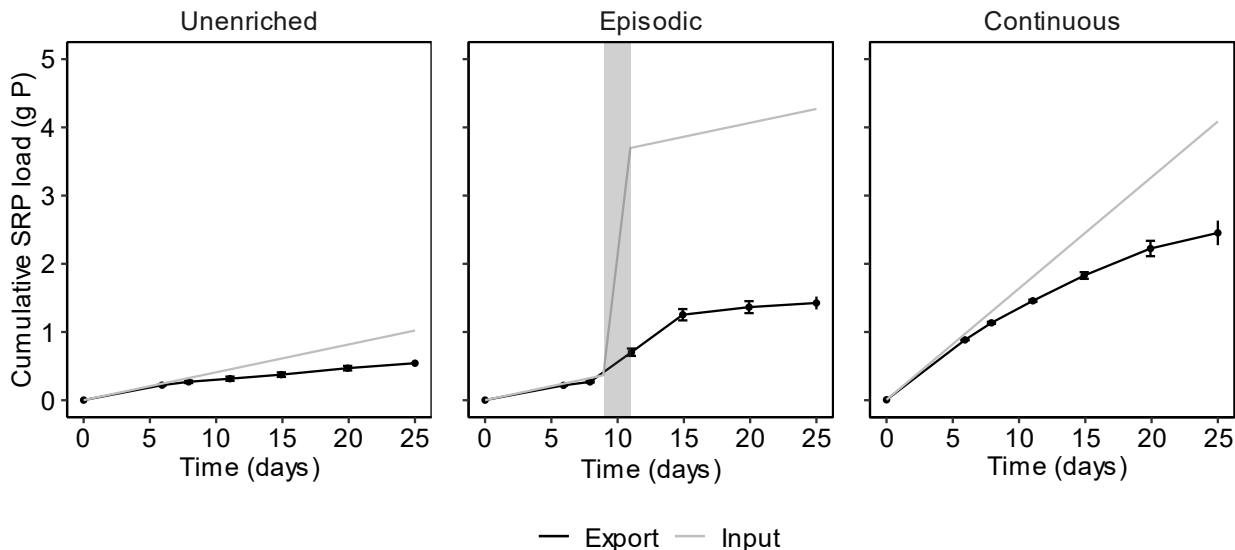 Unenriched Episodic Continuous
Cumulative SRP load (g P)
5
4
3
2
1
0
0 5 10 15 20 25 0 5 10 15 20 25 0 5 10 15 20 25
Time (days) Time (days) Time (days)
Export Input